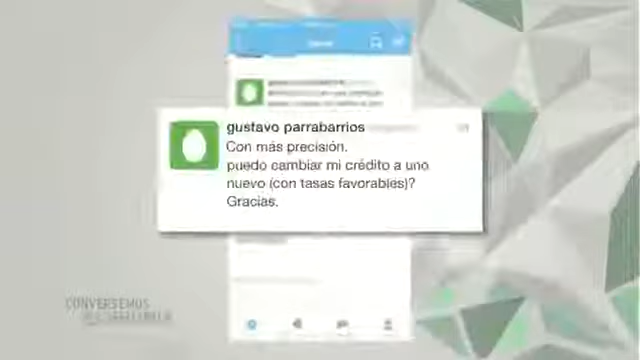 gustavo parrabarrios
Con más precisión.
puedo cambiar mi crédito a uno
nuevo (con tasas favorables)?
Gracias.
CONVERSEMOS